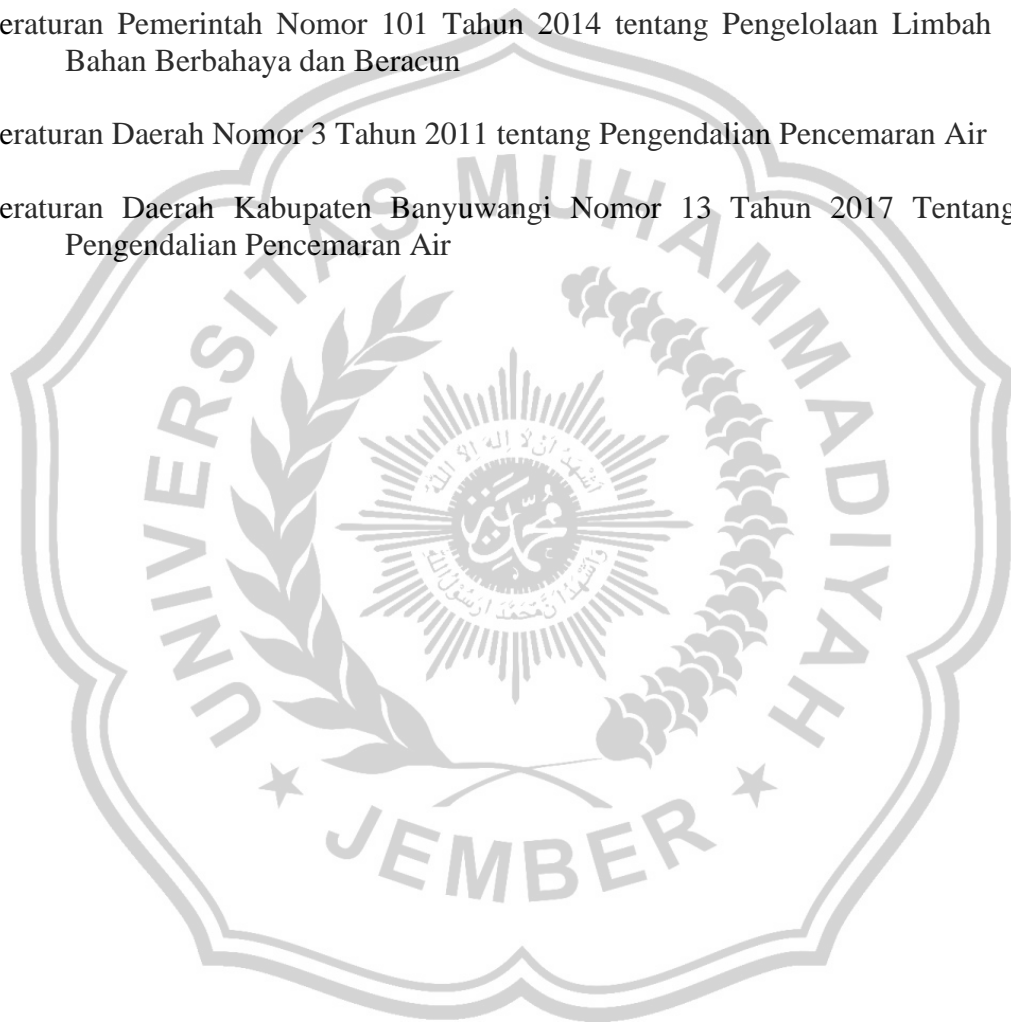 eraturan Pemerintah Nomor 101 Tahun 2014 tentang Pengelolaan Limbah
Bahan Berbahaya dan Beracun
eraturan Daerah Nomor 3 Tahun 2011 tentang Pengendalian Pencemaran Air
eraturan Daerah Kabupaten Banyuwangi Nomor 13 Tahun 2017 Tentang
Pengendalian Pencemaran Air
UNIVERSITAS MUHAMMADIYAH
JEMBER